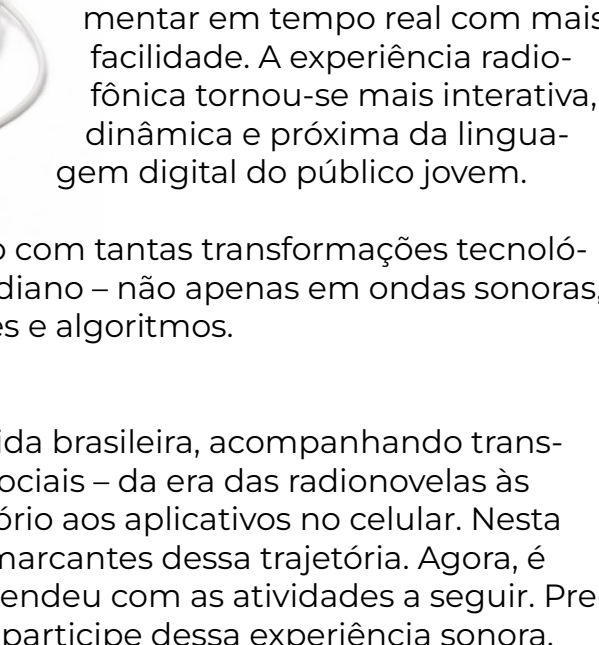 mentar em tempo real com mais
facilidade. A experiência radio-
fônica tornou-se mais interativa,
dinâmica e próxima da lingua-
gem digital do público jovem.
com tantas transformações tecnoló-
diano – não apenas em ondas sonoras,
es e algoritmos.
ida brasileira, acompanhando trans-
ociais – da era das radionovelas às
ório aos aplicativos no celular. Nesta
marcantes dessa trajetória. Agora, é
endeu com as atividades a seguir. Pre-
participe dessa experiência sonora.